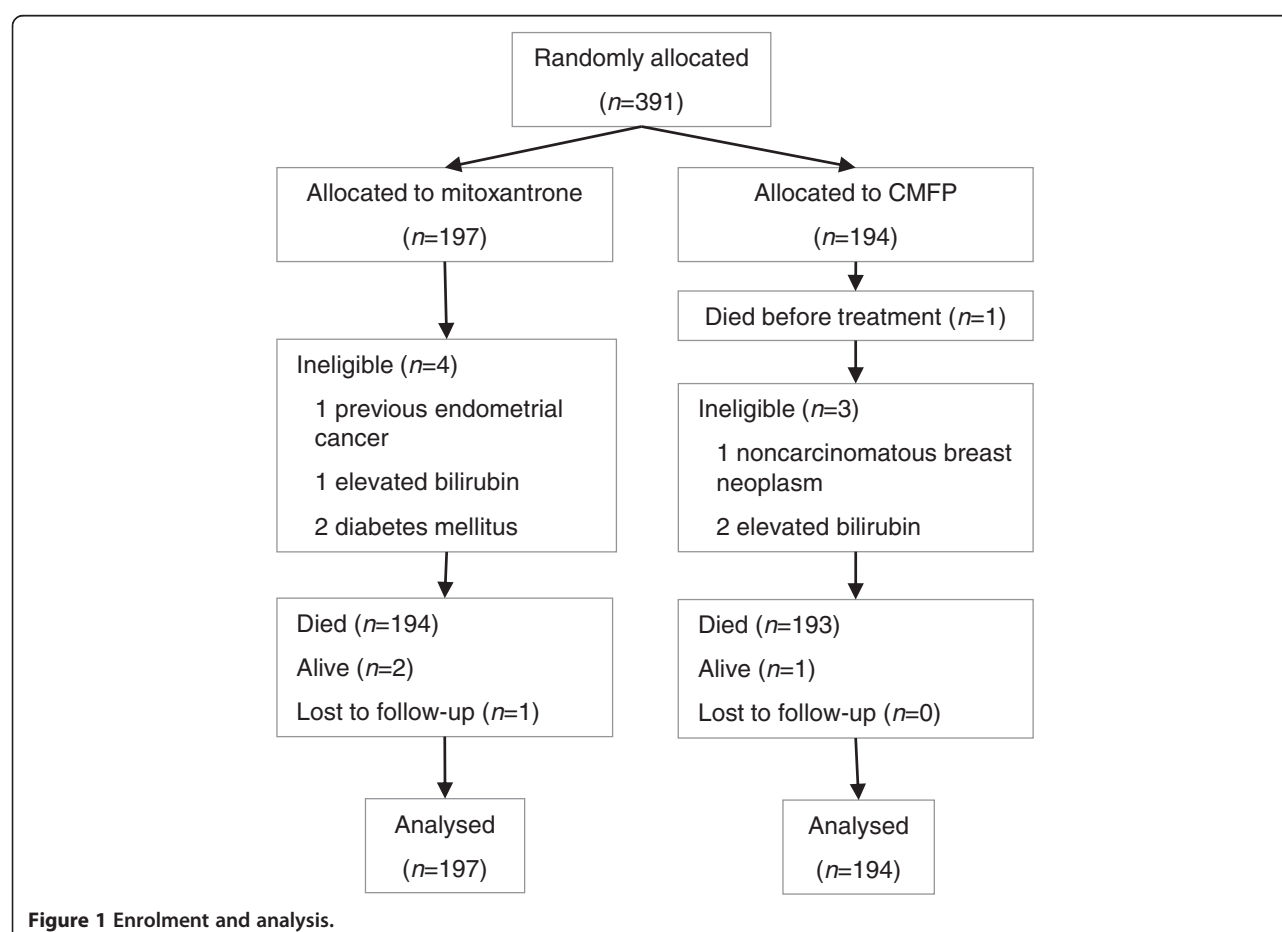 Randomly allocated
(n=391)
Allocated to mitoxantrone
(n=197)
Allocated to CMFP
(n=194)
Died before treatment (n=1)
Ineligible (n=4)
1 previous endometrial
cancer
1 elevated bilirubin
2 diabetes mellitus
Ineligible (n=3)
1 noncarcinomatous breast
neoplasm
2 elevated bilirubin
Died (n=194)
Alive (n=2)
Lost to follow-up (n=1)
Died (n=193)
Alive (n=1)
Lost to follow-up (n=0)
Analysed
(n=197)
Analysed
(n=194)
Figure 1 Enrolment and analysis.